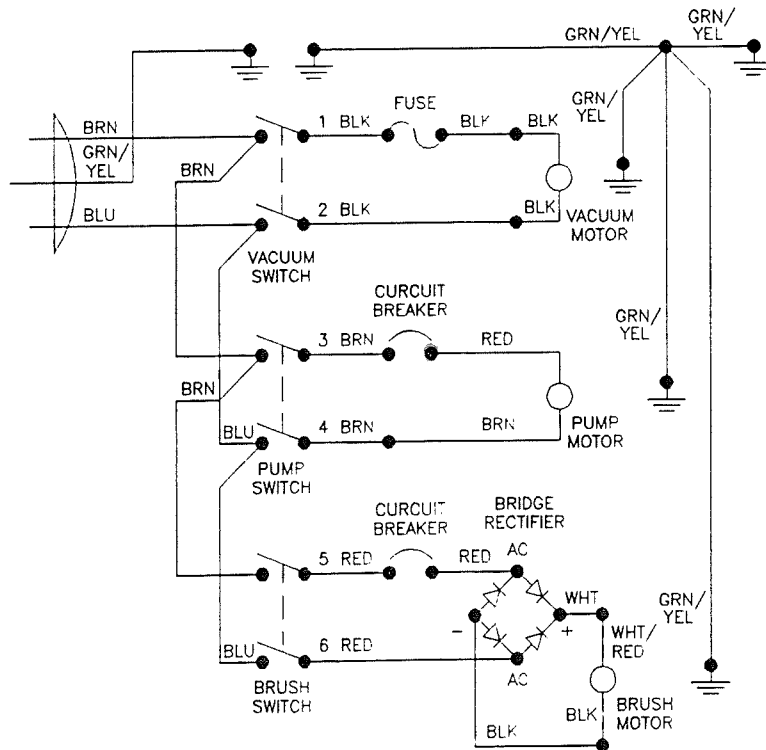 GRN/YEL
GRN/
YEL
FUSE
GRN/
YEL
BRN
1 BLK
BLK
BLK
GRN/
YEL
BRN
BLU
2 BLK
BLK
VACUUM
MOTOR
VACUUM
SWITCH
CURCUIT
BREAKER
GRN/
YEL
3 BRN
RED
BRN
BLU
4 BRN
BRN
PUMP
MOTOR
PUMP
SWITCH
CURCUIT
BREAKER
BRIDGE
RECTIFIER
5 RED
RED
AC
WHT
GRN/
YEL
-
+
WHT/
RED
BLU
6 RED
AC
BRUSH
SWITCH
BLK
BLK
BRUSH
MOTOR